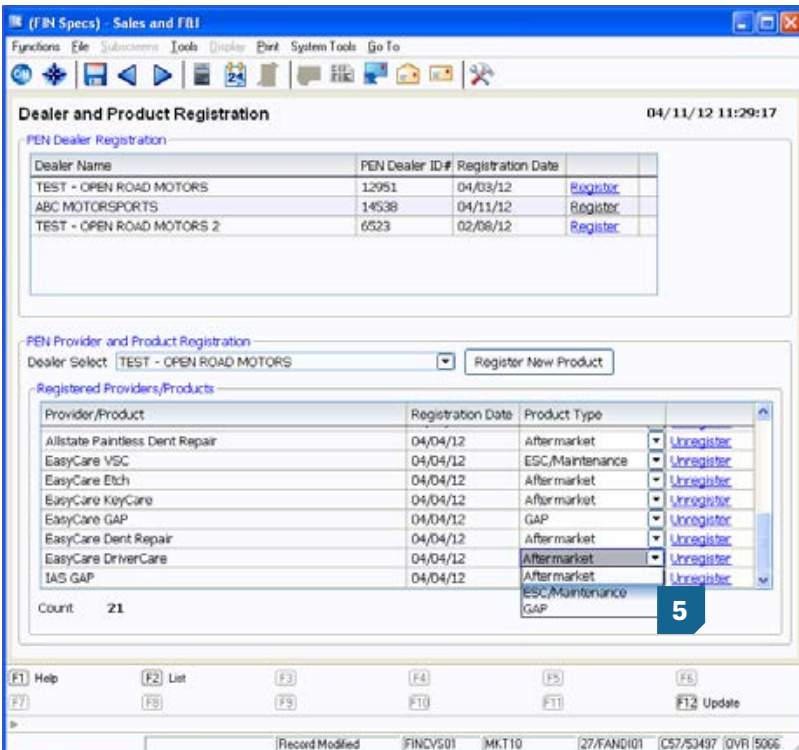 (FIN Specs) - Sales and F&I
Functions File Subscreens Tools Display Print System Tools Go To
24
Dealer and Product Registration 04/11/12 11:29:17
PEN Dealer Registration
Dealer Name PEN Dealer ID# Registration Date
TEST - OPEN ROAD MOTORS 12951 04/03/12 Register
ABC MOTORSPORTS 14538 04/11/12 Register
TEST - OPEN ROAD MOTORS 2 6523 02/08/12 Register
PEN Provider and Product Registration
Dealer Select TEST - OPEN ROAD MOTORS Register New Product
Registered Providers/Products
Provider/Product Registration Date Product Type
Allstate Paintless Dent Repair 04/04/12 Aftermarket Unregister
EasyCare VSC 04/04/12 ESC/Maintenance Unregister
EasyCare Etch 04/04/12 Aftermarket Unregister
EasyCare KeyCare 04/04/12 Aftermarket Unregister
EasyCare GAP 04/04/12 GAP Unregister
EasyCare Dent Repair 04/04/12 Aftermarket Unregister
EasyCare DriverCare 04/04/12 Aftermarket Unregister
IAS GAP 04/04/12 Aftermarket Unregister
ESC/Maintenance
GAP
5
Count 21
F1 Help F2 List F3 F4 F5 F6
F7 F8 F9 F10 F11 F12 Update
Record Modified FINCVS01 MKT10 27/FANDI01 C57/53497 OVR 5066